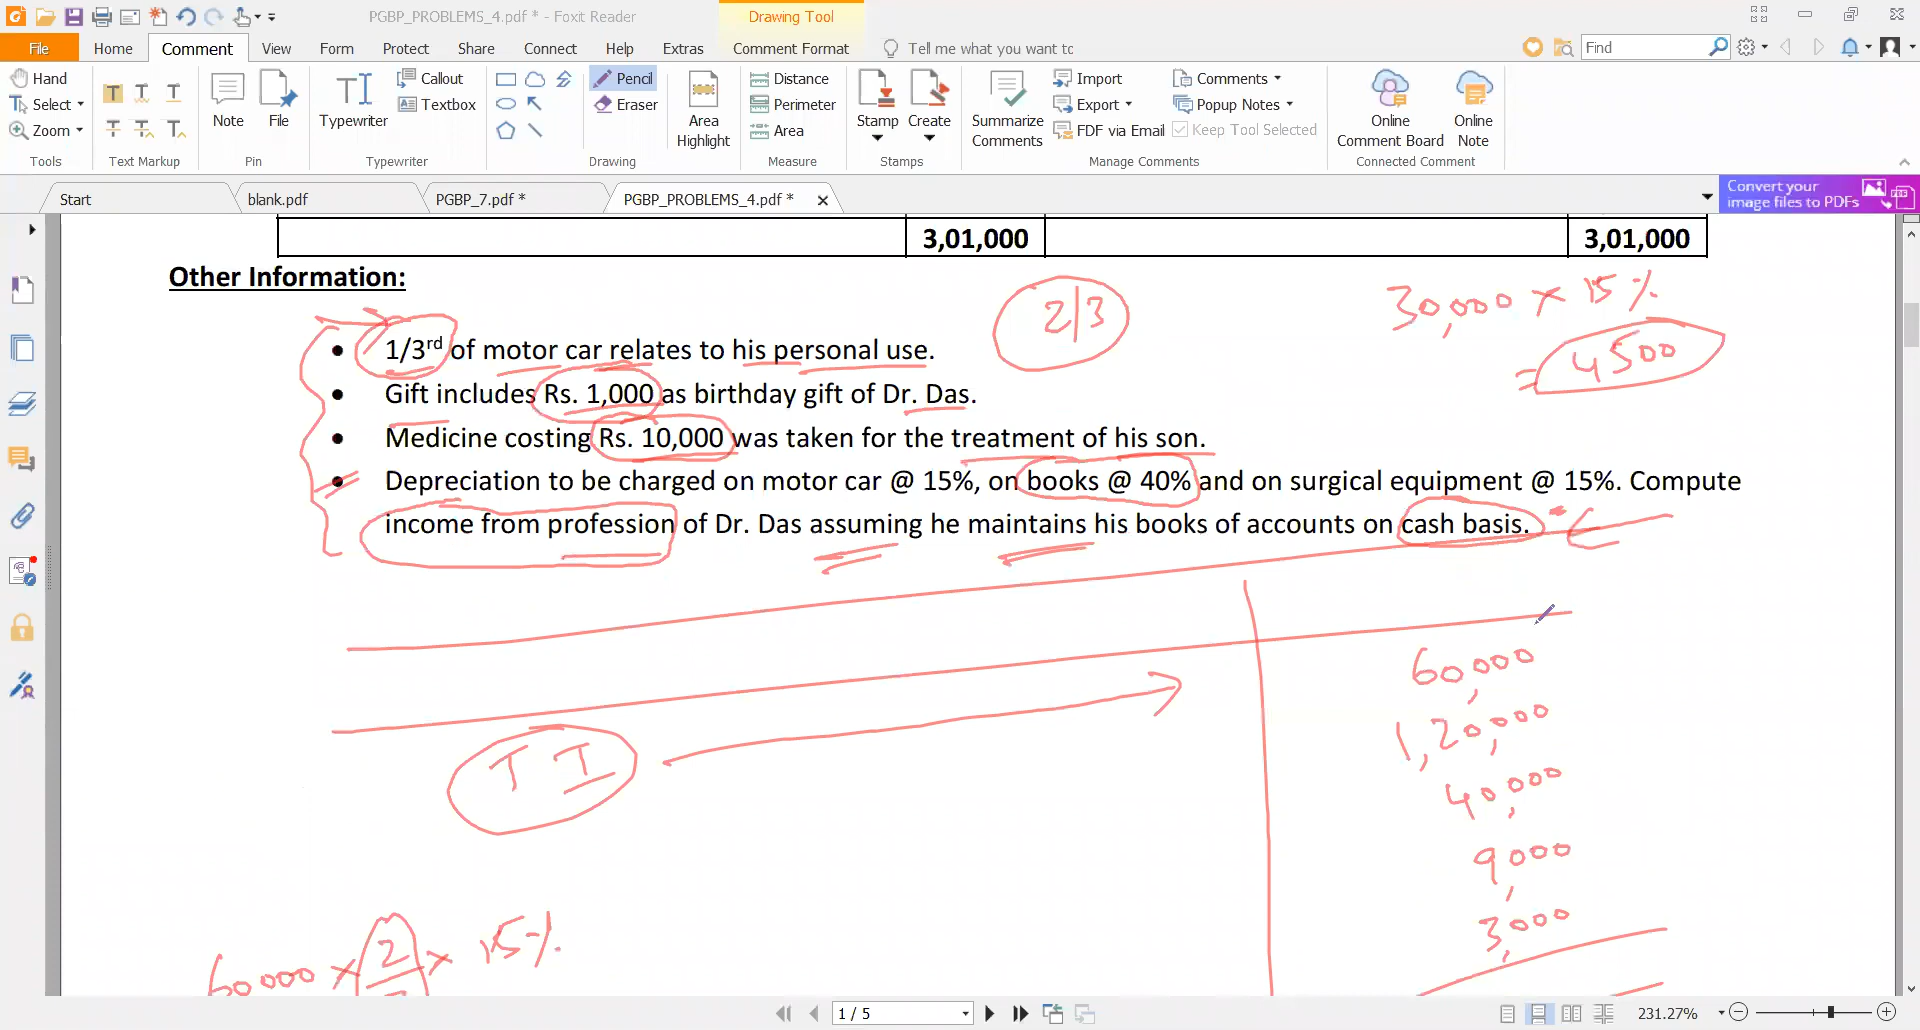 PGBP_PROBLEMS_4.pdf * - Foxit Reader
Drawing Tool
File Home Comment View Form Protect Share Connect Help Extras Comment Format Tell me what you want to Find
Hand
Select
Zoom
Tools
Text Markup
Note
File
Pin
Typewriter
Callout
Textbox
Typewriter
Pencil
Eraser
Drawing
Area Highlight
Distance
Perimeter
Area
Measure
Stamp
Create
Stamps
Summarize Comments
Import
Export
FDF via Email
Comments
Popup Notes
Keep Tool Selected
Manage Comments
Online Comment Board
Online Note
Connected Comment
Start blank.pdf PGBP_7.pdf * PGBP_PROBLEMS_4.pdf *
Convert your
image files to PDFs
3,01,000 3,01,000
Other Information:
2/3
30,000 × 15%
= 4500
• 1/3rd of motor car relates to his personal use.
• Gift includes Rs. 1,000 as birthday gift of Dr. Das.
• Medicine costing Rs. 10,000 was taken for the treatment of his son.
• Depreciation to be charged on motor car @ 15%, on books @ 40% and on surgical equipment @ 15%. Compute
income from profession of Dr. Das assuming he maintains his books of accounts on cash basis.
60,000
1,20,000
T I
40,000
9,000
3,000
60000 × 2 × 15%
1 / 5
231.27%